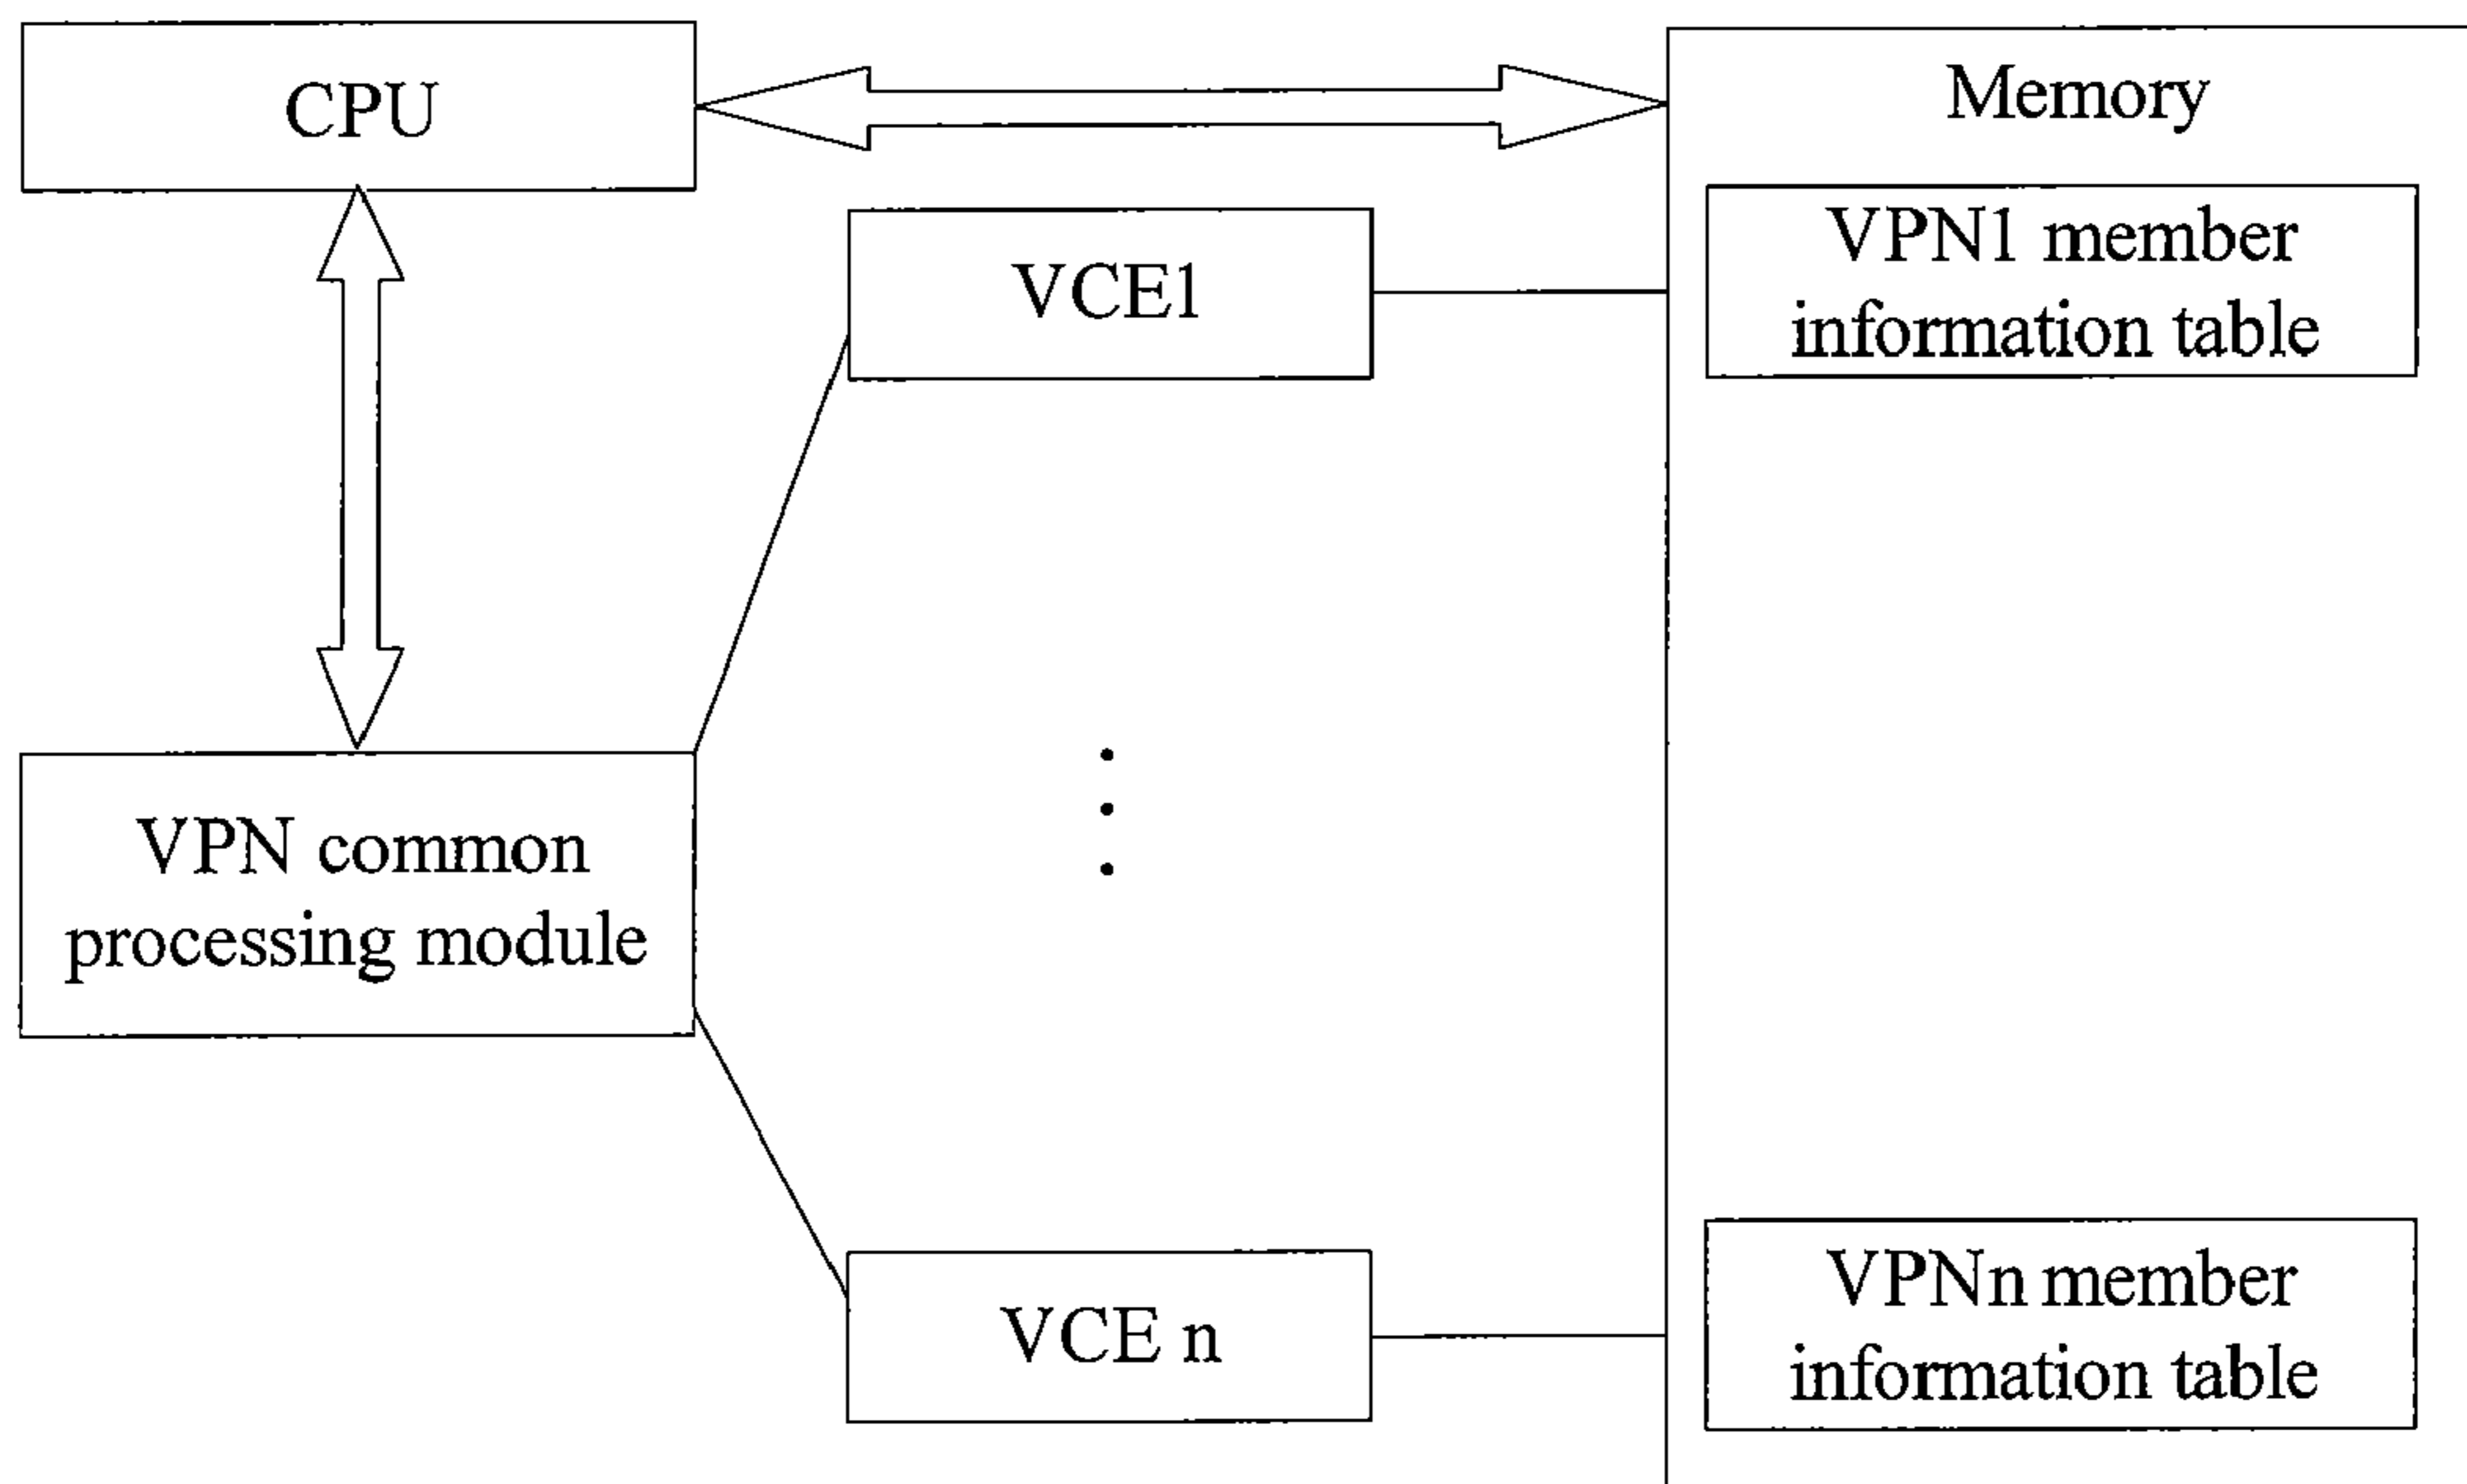 CPU
Memory
VPN1 member
information table
VCE1
VPN common
processing module
VCE n
VPNn member
information table